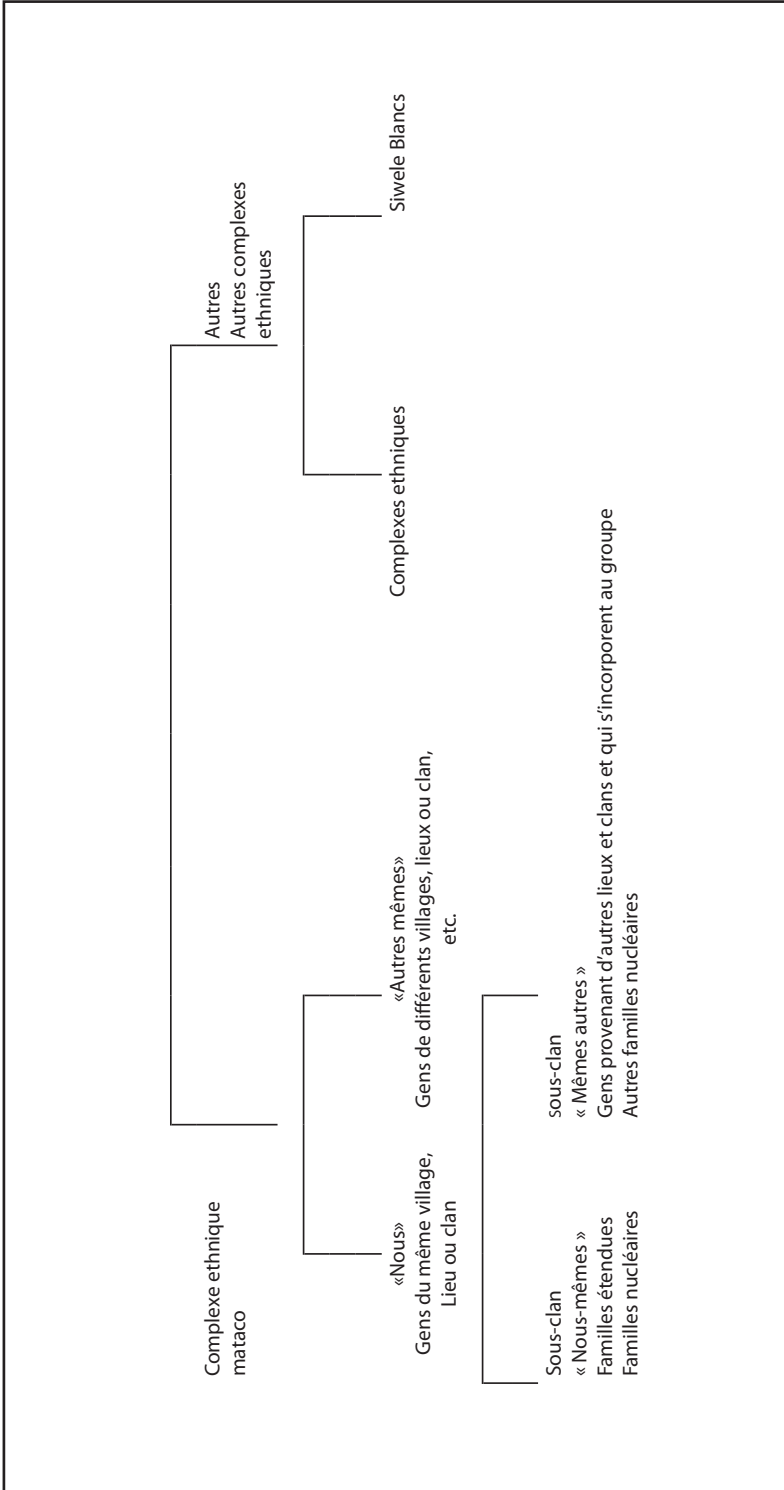 Complexe ethnique
mataco
Autres
Autres complexes
ethniques
«Nous»
Gens du même village,
Lieu ou clan
«Autres mêmes»
Gens de différents villages, lieux ou clan,
etc.
Complexes ethniques
Siwele Blancs
Sous-clan
« Nous-mêmes »
Familles étendues
Familles nucléaires
sous-clan
« Mêmes autres »
Gens provenant d’autres lieux et clans et qui s’incorporent au groupe
Autres familles nucléaires